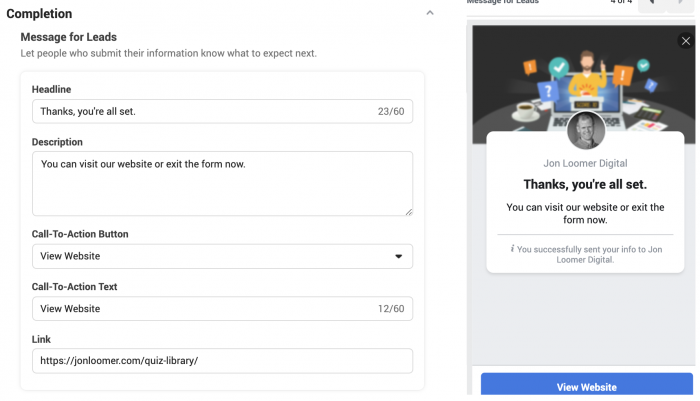 Completion
Message for Leads
Let people who submit their information know what to expect next.
Headline
Thanks, you're all set.
23/60
Description
You can visit our website or exit the form now.
Call-To-Action Button
View Website
Call-To-Action Text
View Website
12/60
Link
https://jonloomer.com/quiz-library/
Message for Leads
4 of 4
Jon Loomer Digital
Thanks, you're all set.
You can visit our website or exit the
form now.
You successfully sent your info to Jon
Loomer Digital.
View Website